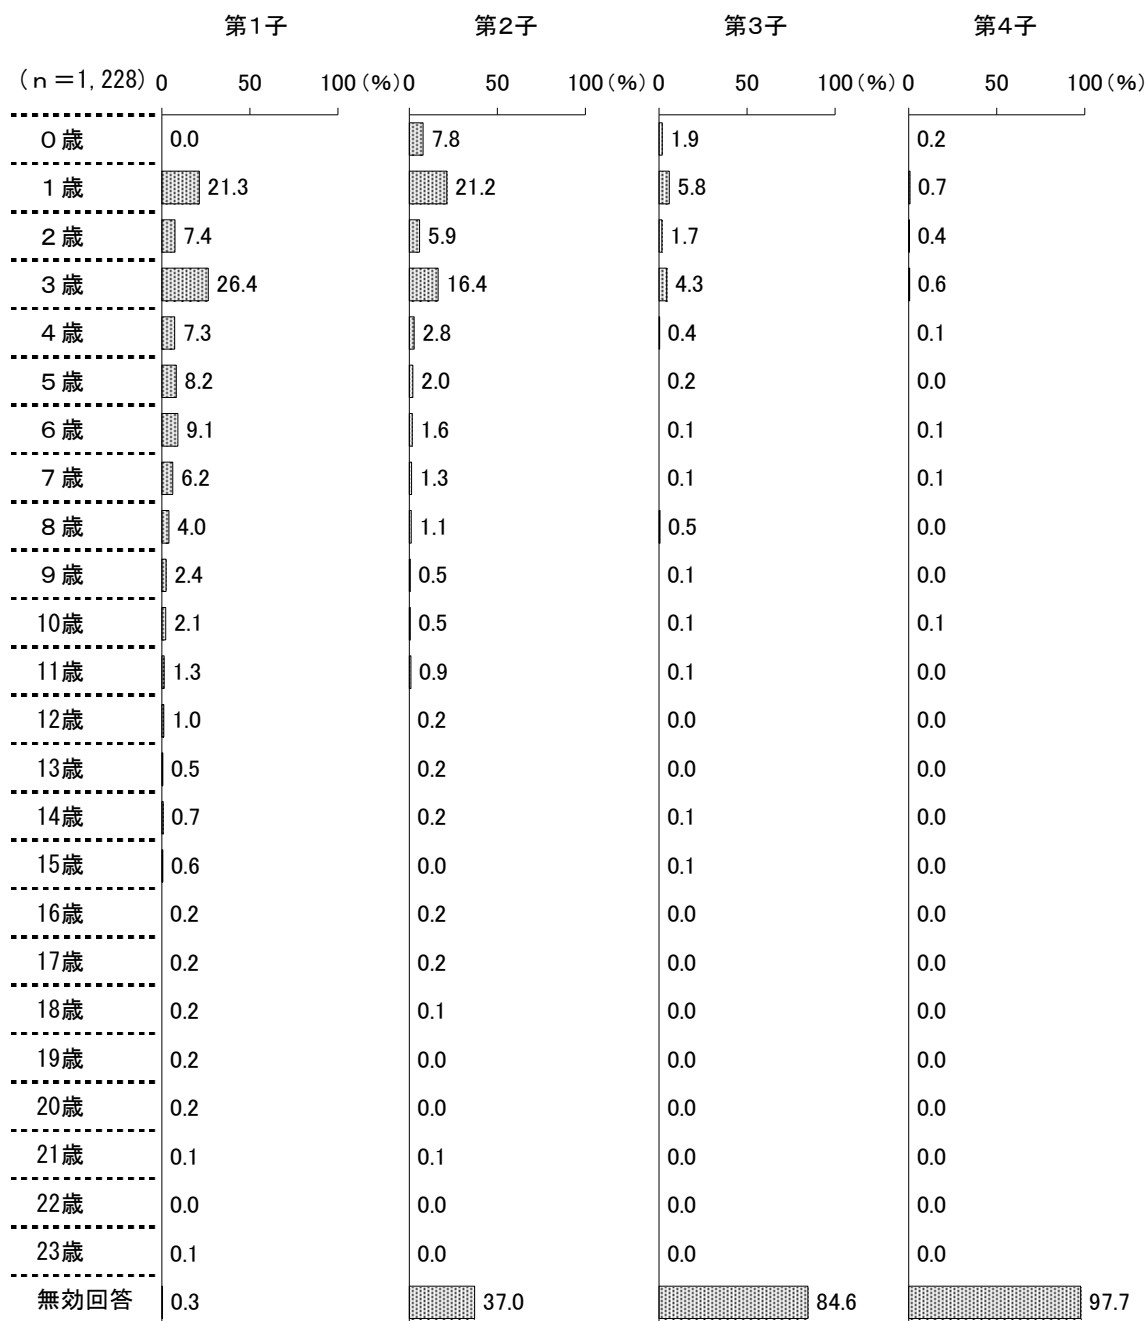 第1子 第2子 第3子 第4子
(ｎ＝1,228) 0 50 100(%) 0 50 100(%) 0 50 100(%) 0 50 100(%)
０歳 0.0 7.8 1.9 0.2
１歳 21.3 21.2 5.8 0.7
２歳 7.4 5.9 1.7 0.4
３歳 26.4 16.4 4.3 0.6
４歳 7.3 2.8 0.4 0.1
５歳 8.2 2.0 0.2 0.0
６歳 9.1 1.6 0.1 0.1
７歳 6.2 1.3 0.1 0.1
８歳 4.0 1.1 0.5 0.0
９歳 2.4 0.5 0.1 0.0
10歳 2.1 0.5 0.1 0.1
11歳 1.3 0.9 0.1 0.0
12歳 1.0 0.2 0.0 0.0
13歳 0.5 0.2 0.0 0.0
14歳 0.7 0.2 0.1 0.0
15歳 0.6 0.0 0.1 0.0
16歳 0.2 0.2 0.0 0.0
17歳 0.2 0.2 0.0 0.0
18歳 0.2 0.1 0.0 0.0
19歳 0.2 0.0 0.0 0.0
20歳 0.2 0.0 0.0 0.0
21歳 0.1 0.1 0.0 0.0
22歳 0.0 0.0 0.0 0.0
23歳 0.1 0.0 0.0 0.0
無効回答 0.3 37.0 84.6 97.7